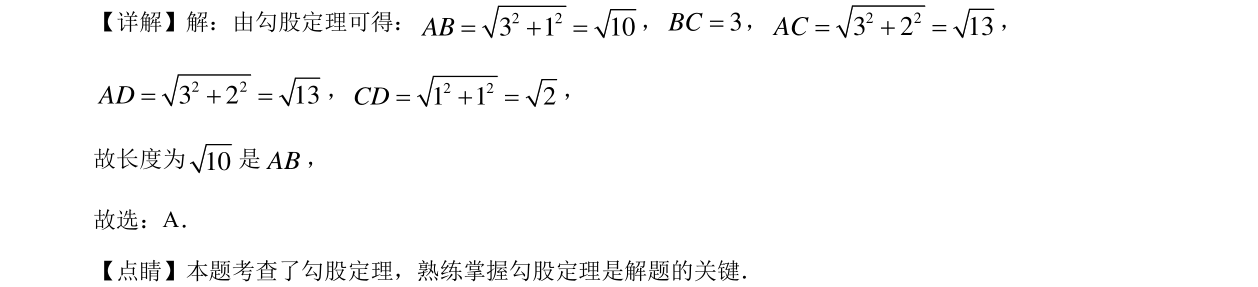 【详解】解：由勾股定理可得：AB=√(3²+1²)=√10，BC=3，AC=√(3²+2²)=√13，
AD=√(3²+2²)=√13，CD=√(1²+1²)=√2，
故长度为√10是AB，
故选：A．
【点睛】本题考查了勾股定理，熟练掌握勾股定理是解题的关键．